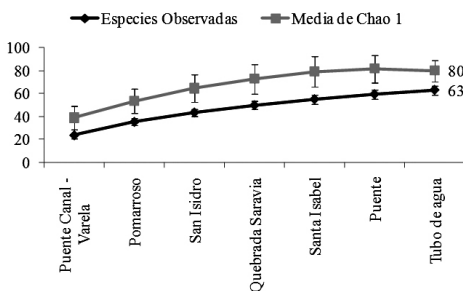 Especies Observadas
Media de Chao 1
100
80
60
40
20
0
80
63
Puente Canal -
Varela
Pomarroso
San Isidro
Quebrada Saravia
Santa Isabel
Puente
Tubo de agua